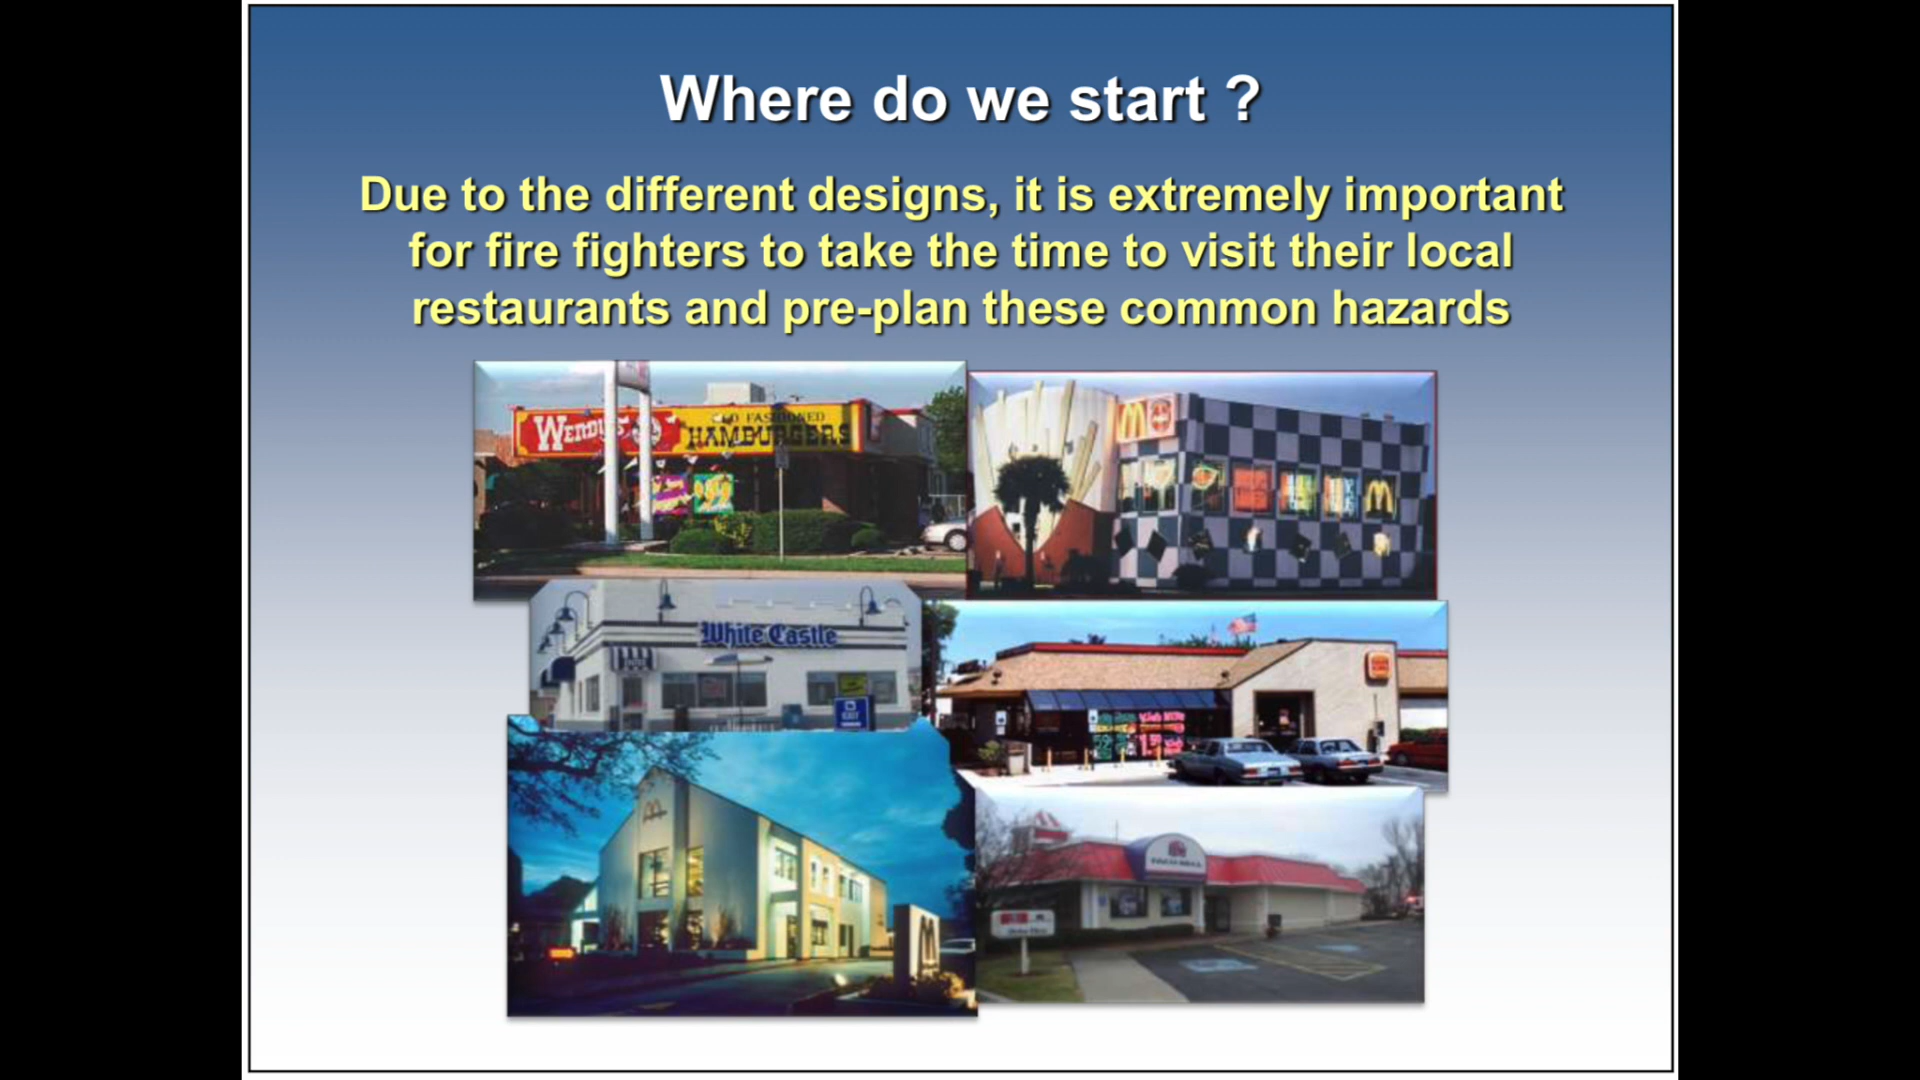 Where do we start ?
Due to the different designs, it is extremely important
for fire fighters to take the time to visit their local
restaurants and pre-plan these common hazards
WENDY'S
OLD FASHIONED
HAMBURGERS
White Castle